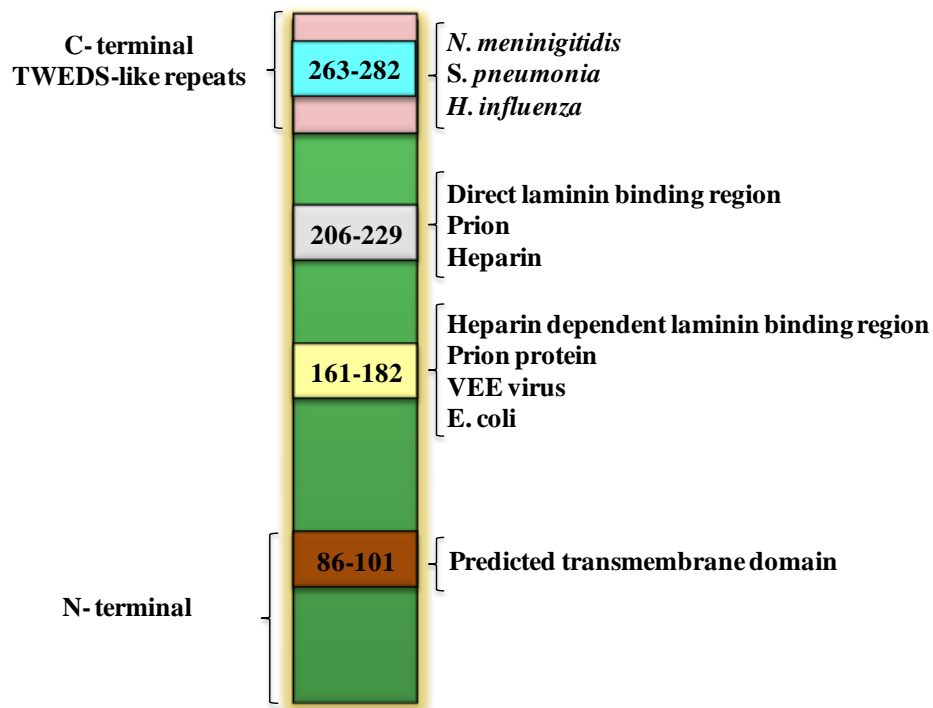 C- terminal
TWEDS-like repeats
263-282
N. meninigitidis
S. pneumonia
H. influenza
206-229
Direct laminin binding region
Prion
Heparin
161-182
Heparin dependent laminin binding region
Prion protein
VEE virus
E. coli
86-101
Predicted transmembrane domain
N- terminal